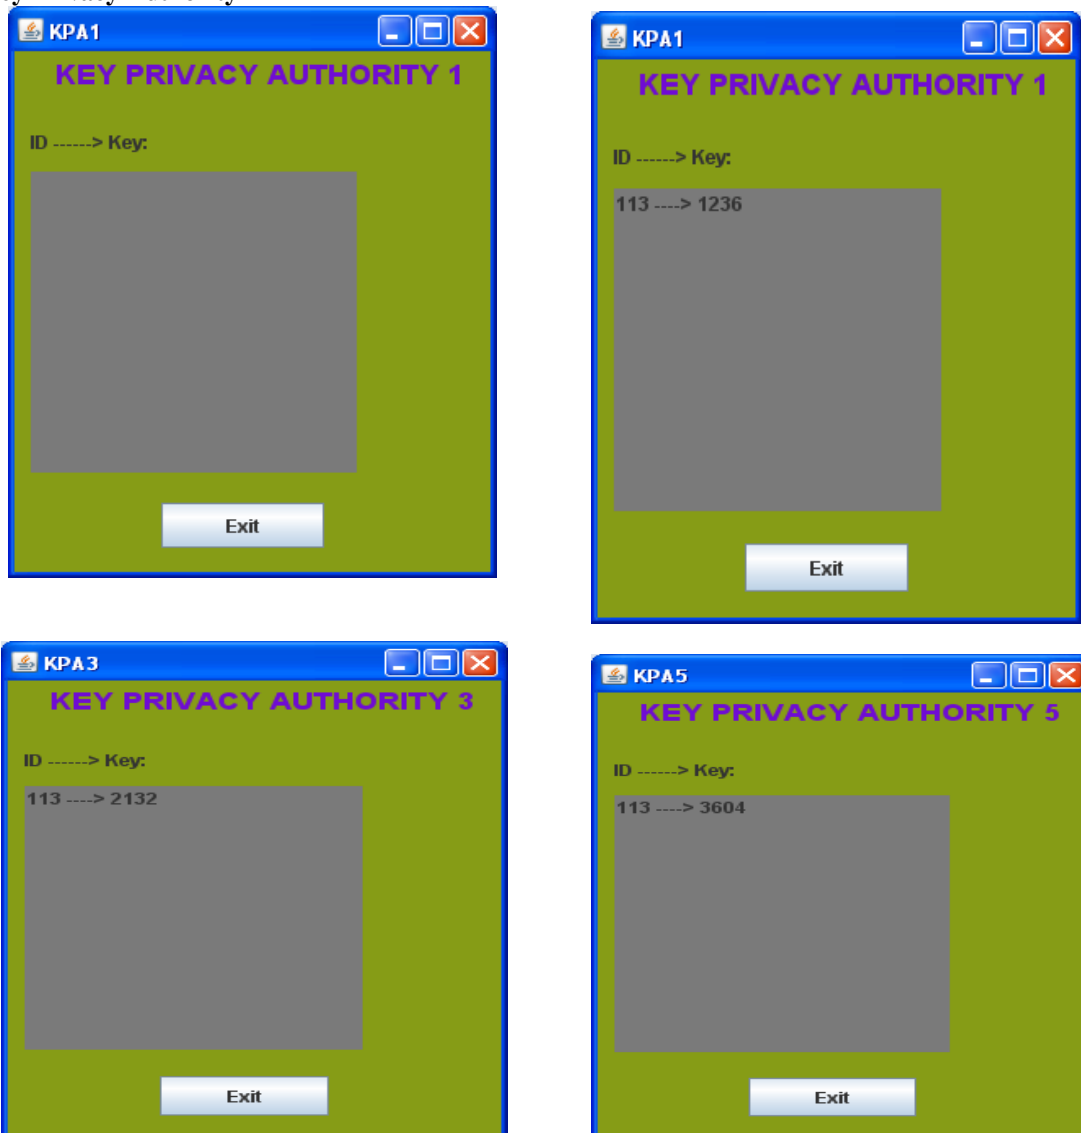 KPA1
KEY PRIVACY AUTHORITY 1
ID ------> Key:
Exit
KPA1
KEY PRIVACY AUTHORITY 1
ID ------> Key:
113 ----> 1236
Exit
KPA3
KEY PRIVACY AUTHORITY 3
ID ------> Key:
113 ----> 2132
Exit
KPA5
KEY PRIVACY AUTHORITY 5
ID ------> Key:
113 ----> 3604
Exit